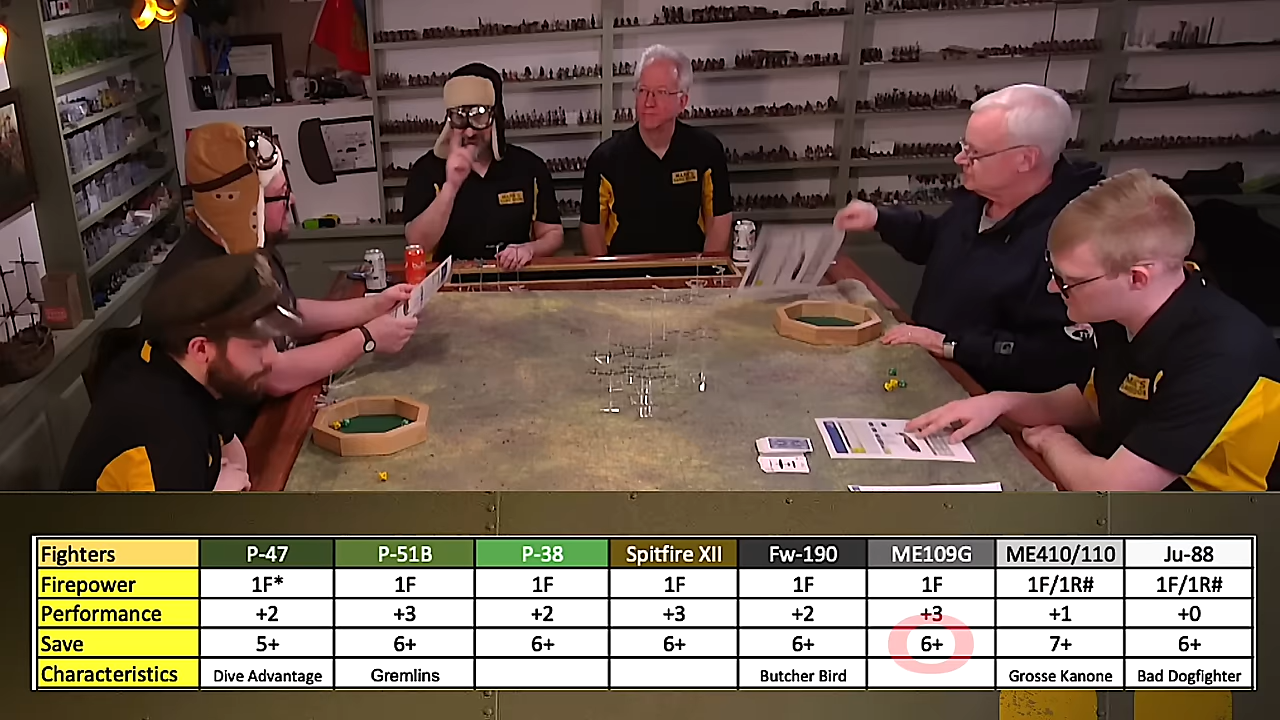 Fighters P-47 P-51B P-38 Spitfire XII Fw-190 ME109G ME410/110 Ju-88
Firepower 1F* 1F 1F 1F 1F 1F 1F/1R# 1F/1R#
Performance +2 +3 +2 +3 +2 +3 +1 +0
Save 5+ 6+ 6+ 6+ 6+ 6+ 7+ 6+
Characteristics Dive Advantage Gremlins Butcher Bird Grosse Kanone Bad Dogfighter